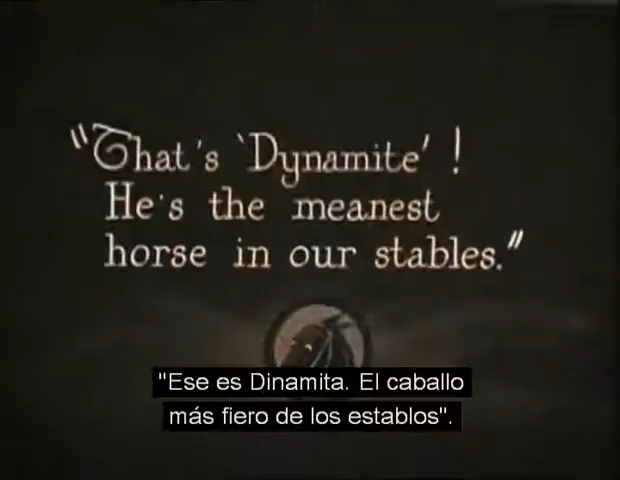 "That's 'Dynamite' !
He's the meanest
horse in our stables."
"Ese es Dinamita. El caballo
más fiero de los establos".